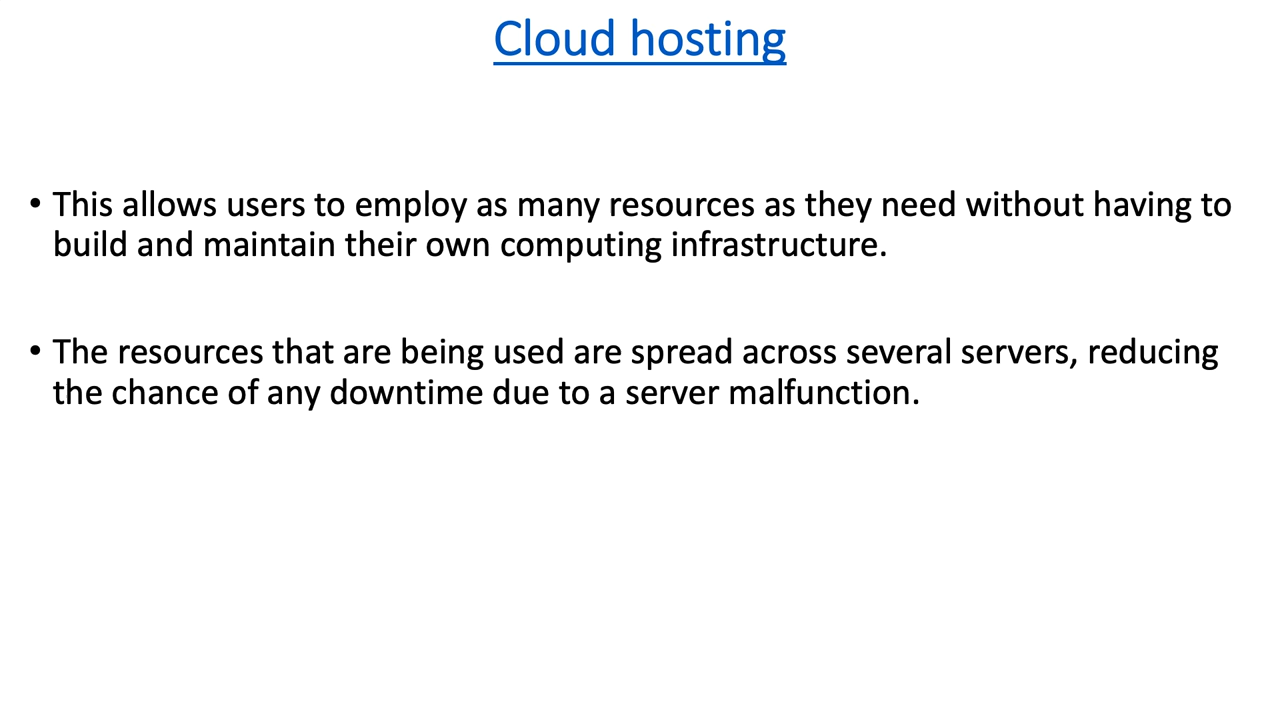 Cloud hosting
• This allows users to employ as many resources as they need without having to
build and maintain their own computing infrastructure.
• The resources that are being used are spread across several servers, reducing
the chance of any downtime due to a server malfunction.